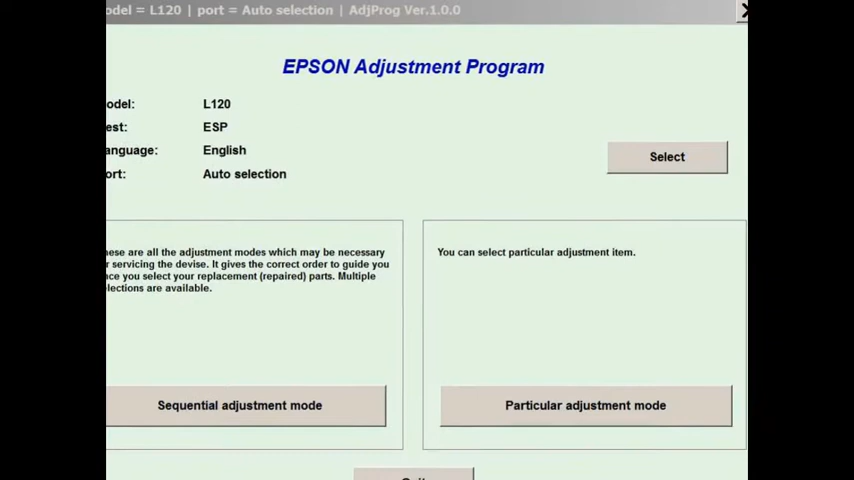 odel = L120 | port = Auto selection | AdjProg Ver.1.0.0
EPSON Adjustment Program
odel: L120
est: ESP
anguage: English
ort: Auto selection
Select
hese are all the adjustment modes which may be necessary
r servicing the devise. It gives the correct order to guide you
nce you select your replacement (repaired) parts. Multiple
elections are available.
You can select particular adjustment item.
Sequential adjustment mode
Particular adjustment mode